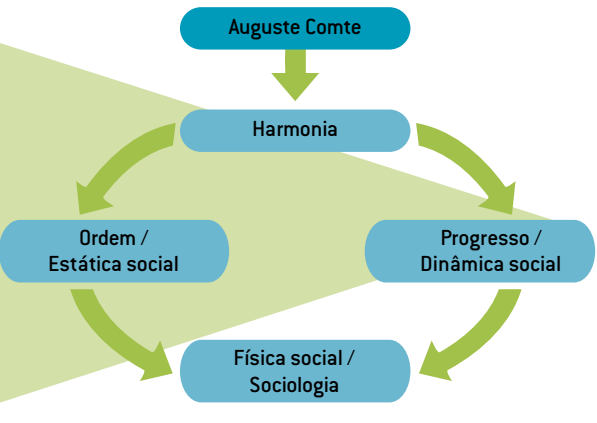 Auguste Comte
Harmonia
Ordem /
Estática social
Progresso /
Dinâmica social
Física social /
Sociologia